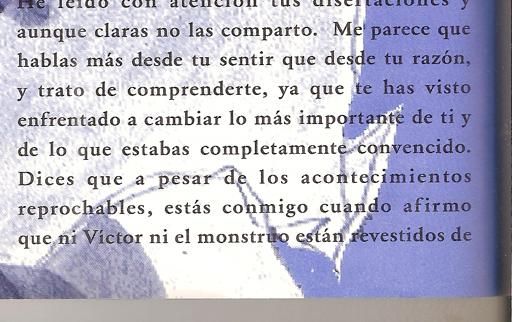 He leído con atención tus disertaciones y
aunque claras no las comparto. Me parece que
hablas más desde tu sentir que desde tu razón,
y trato de comprenderte, ya que te has visto
enfrentado a cambiar lo más importante de ti y
de lo que estabas completamente convencido.
Dices que a pesar de los acontecimientos
reprochables, estás conmigo cuando afirmo
que ni Víctor ni el monstruo están revestidos de